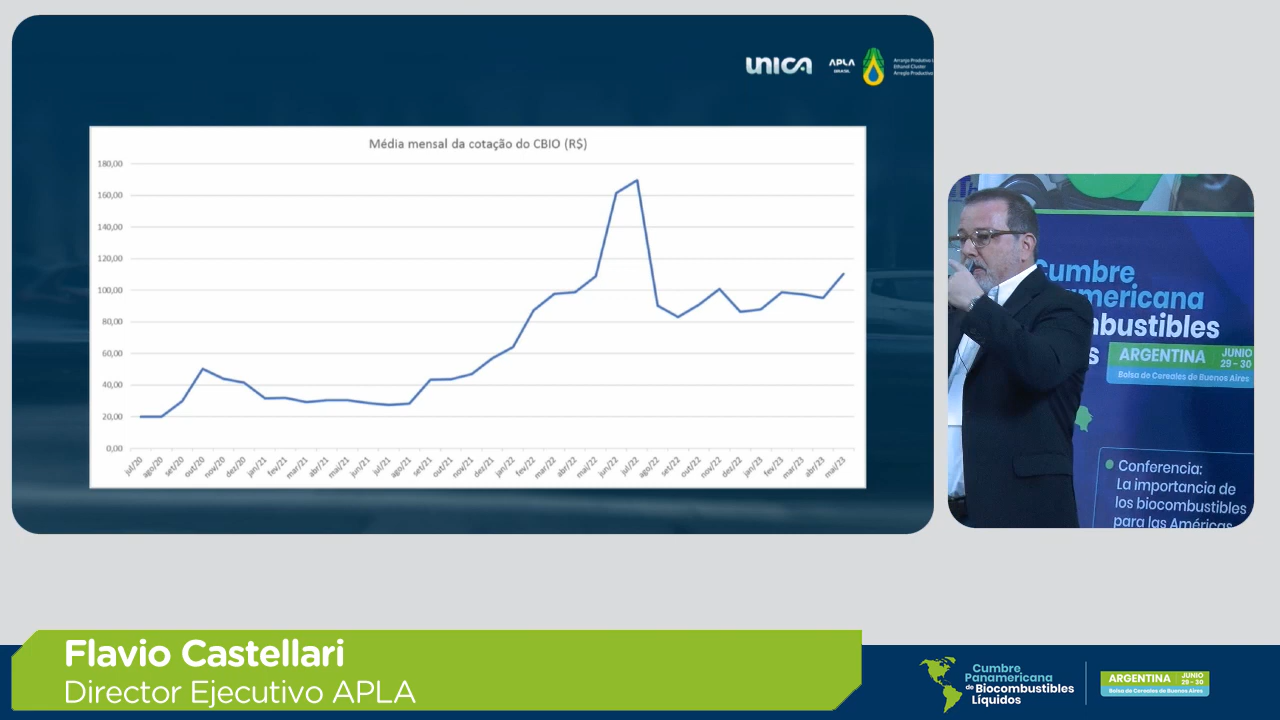 UNICA
APLA
BRASIL
Ethanol Cluster
Média mensal da cotação do CBIO (R$)
180,00
160,00
140,00
120,00
100,00
80,00
60,00
40,00
20,00
0,00
jul/20
ago/20
set/20
out/20
nov/20
dez/20
jan/21
fev/21
mar/21
abr/21
mai/21
jun/21
jul/21
ago/21
set/21
out/21
nov/21
dez/21
jan/22
fev/22
mar/22
abr/22
mai/22
jun/22
jul/22
ago/22
set/22
out/22
nov/22
dez/22
jan/23
fev/23
mar/23
abr/23
mai/23
Cumbre
americana
bustibles
s
ARGENTINA
JUNIO
29 - 30
Bolsa de Cereales de Buenos Aires
Conferencia:
La importancia de
los biocombustibles
para las Américas
Flavio Castellari
Director Ejecutivo APLA
Cumbre
Panamericana
de Biocombustibles
Líquidos
ARGENTINA
JUNIO
29 - 30
Bolsa de Cereales de Buenos Aires